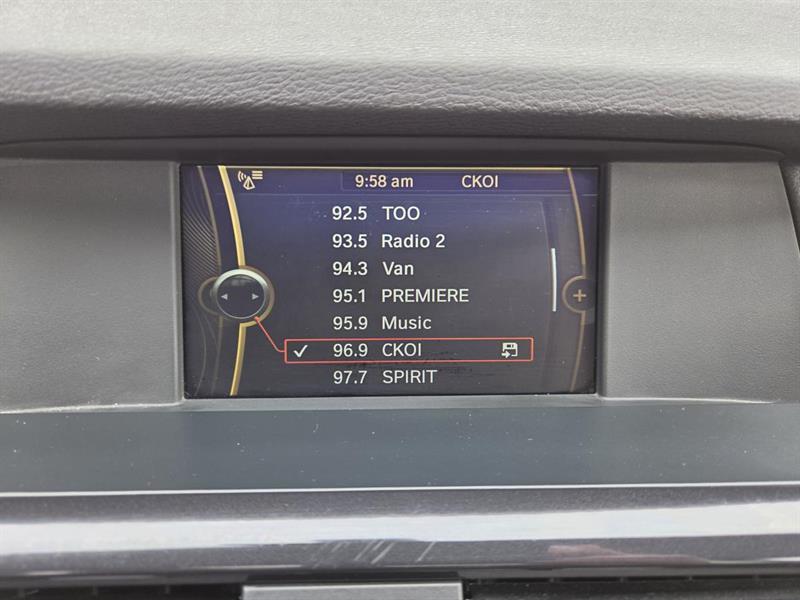 9:58 am CKOI
92.5 TOO
93.5 Radio 2
94.3 Van
95.1 PREMIERE
95.9 Music
96.9 CKOI
97.7 SPIRIT